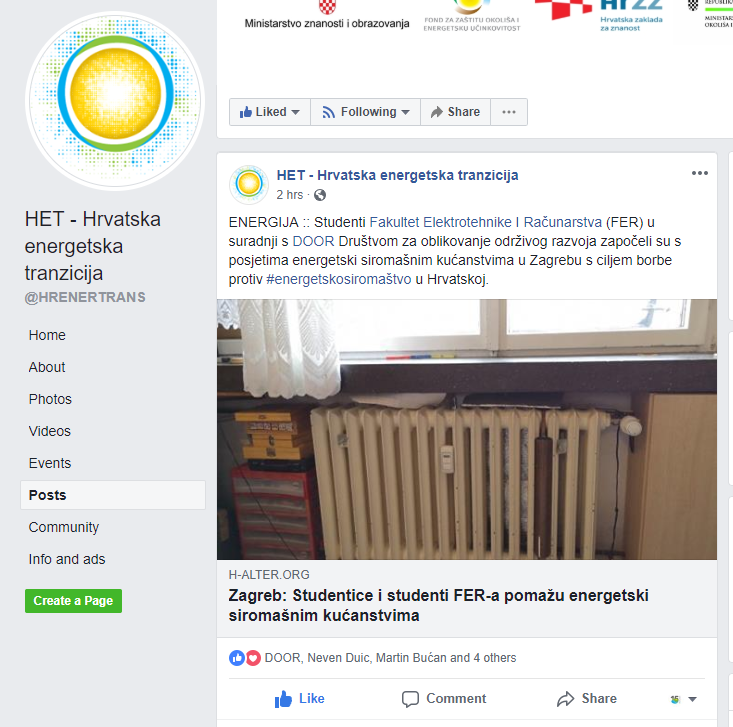 Ministarstvo znanosti i obrazovanja
FOND ZA ZAŠTITU OKOLIŠA I
ENERGETSKU UČINKOVITOST
HrZZ
Hrvatska zaklada
za znanost
Liked
Following
Share
HET - Hrvatska
energetska
tranzicija
@HRENERTRANS
Home
About
Photos
Videos
Events
Posts
Community
Info and ads
Create a Page
HET - Hrvatska energetska tranzicija
2 hrs
ENERGIJA :: Studenti Fakultet Elektrotehnike I Računarstva (FER) u
suradnji s DOOR Društvom za oblikovanje održivog razvoja započeli su s
posjetima energetski siromašnim kućanstvima u Zagrebu s ciljem borbe
protiv #energetskosiromaštvo u Hrvatskoj.
H-ALTER.ORG
Zagreb: Studentice i studenti FER-a pomažu energetski
siromašnim kućanstvima
DOOR, Neven Duic, Martin Bućan and 4 others
Like
Comment
Share